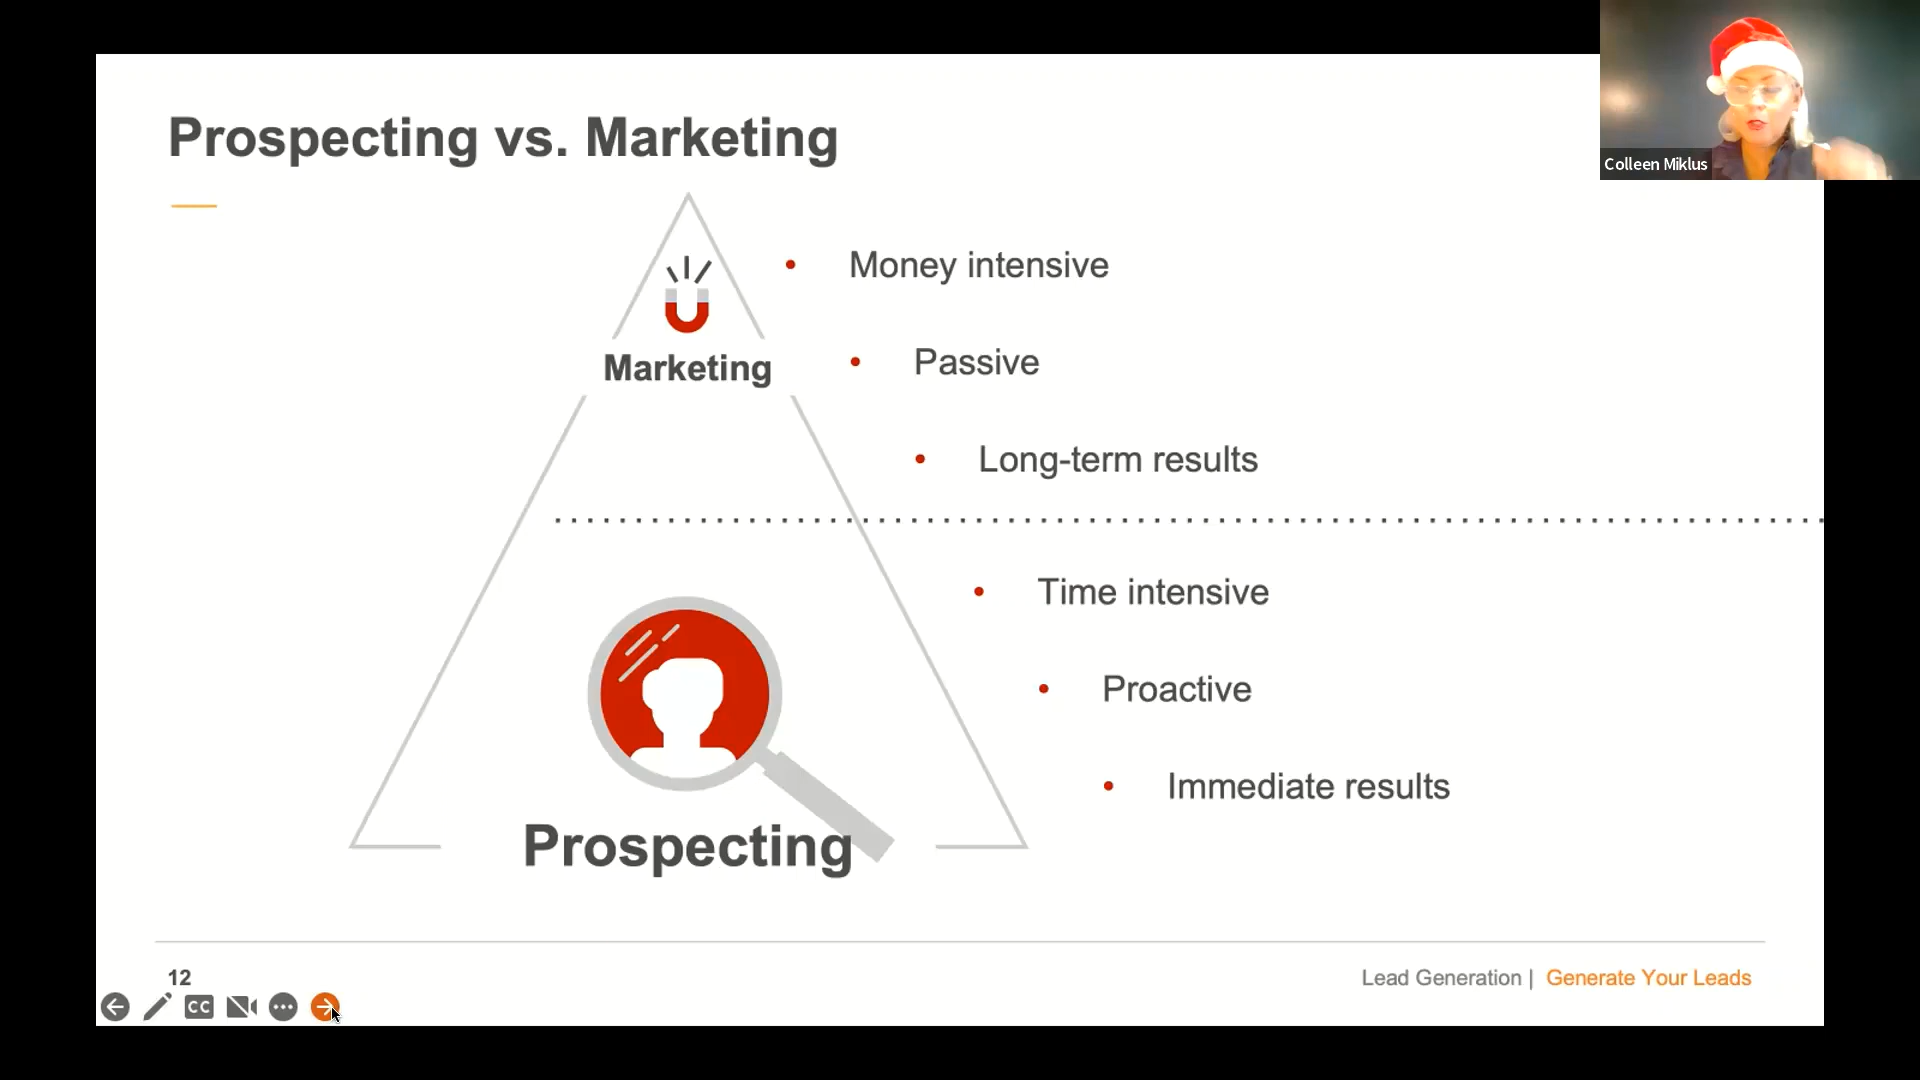 Prospecting vs. Marketing
Colleen Miklus
• Money intensive
Marketing
• Passive
• Long-term results
• Time intensive
• Proactive
• Immediate results
Prospecting
12
Lead Generation | Generate Your Leads
CC